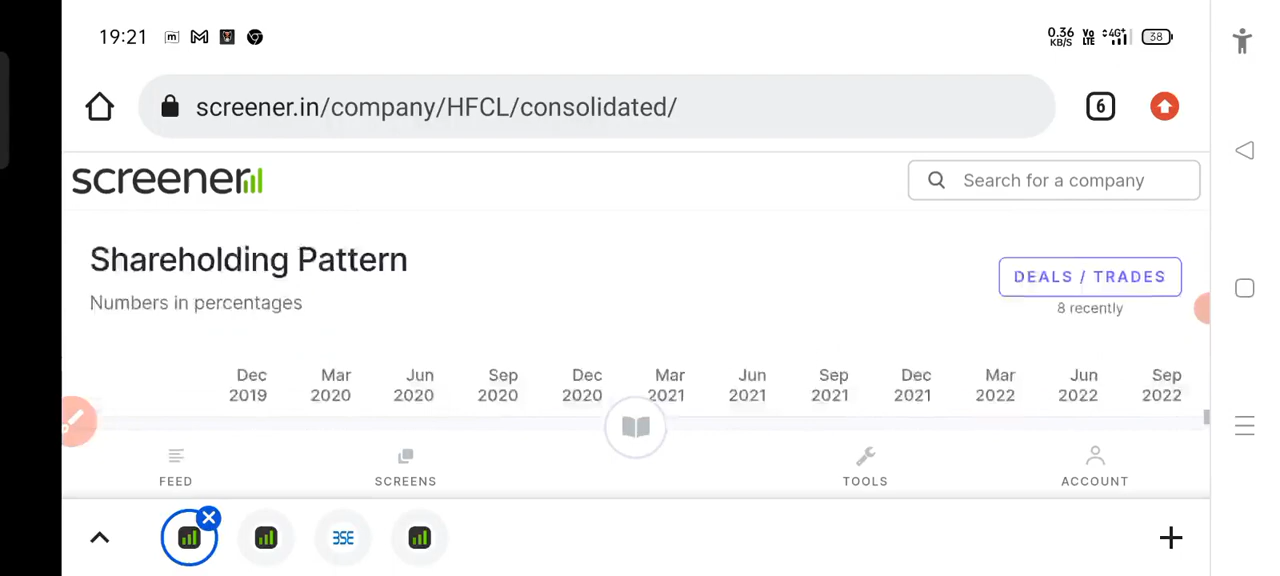 19:21
0.36 KB/S Vo LTE 4G+ 38
screener.in/company/HFCL/consolidated/
6
screener
Search for a company
Shareholding Pattern
DEALS / TRADES
Numbers in percentages
8 recently
Dec Mar Jun Sep Dec Mar Jun Sep Dec Mar Jun Sep
2019 2020 2020 2020 2020 2021 2021 2021 2021 2022 2022 2022
FEED SCREENS TOOLS ACCOUNT
BSE